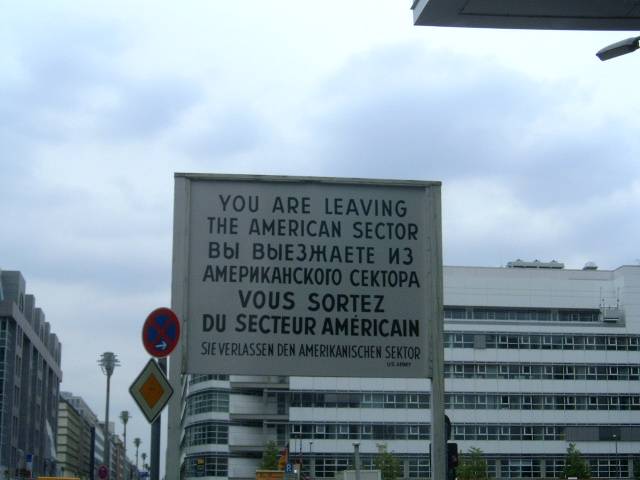 YOU ARE LEAVING
THE AMERICAN SECTOR
ВЫ ВЫЕЗЖАЕТЕ ИЗ
АМЕРИКАНСКОГО СЕКТОРА
VOUS SORTEZ
DU SECTEUR AMÉRICAIN
SIE VERLASSEN DEN AMERIKANISCHEN SEKTOR
U.S. ARMY